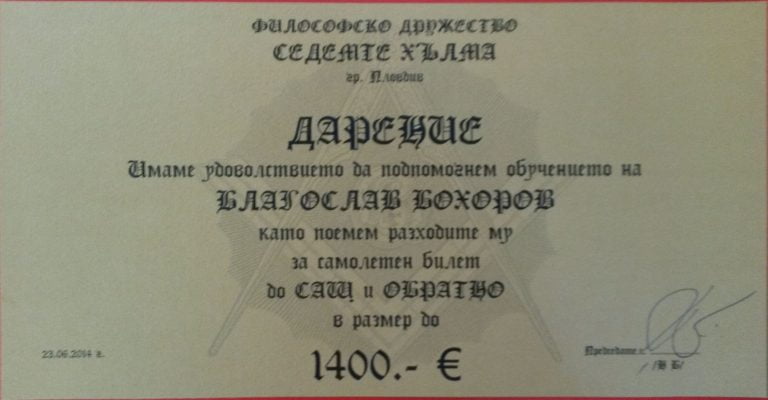 ФИЛОСОФСКО ДРУЖЕСТВО
СЕДЕМТЕ ХЪЛМА
гр. Пловдив
ДАРЕНИЕ
Имаме удоволствието да подпомогнем обучението на
БЛАГОСЛАВ БОХОРОВ
като поемем разходите му
за самолетен билет
до САЩ и ОБРАТНО
в размер до
1400.- €
23.06.2014 г.
Председател:
/В Б/